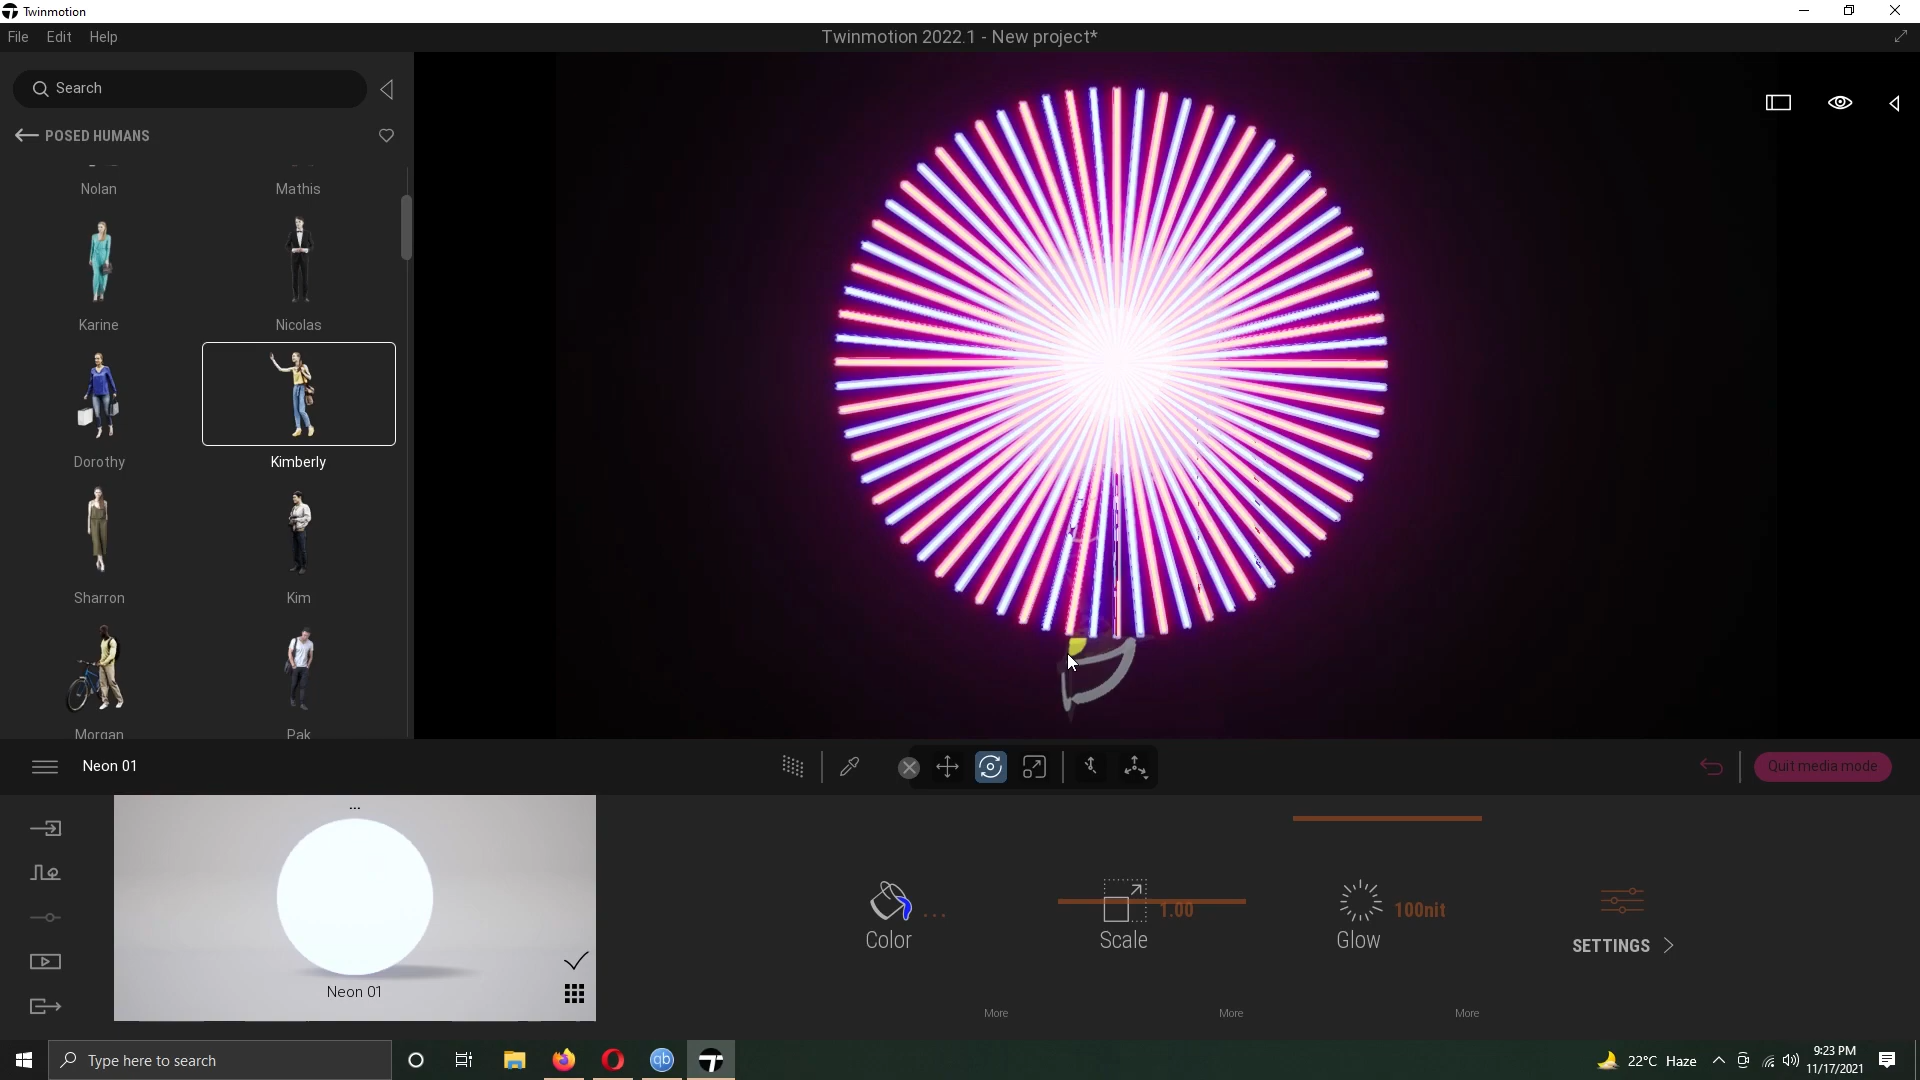 Twinmotion
File Edit Help
Twinmotion 2022.1 - New project*
Search
POSED HUMANS
Nolan Mathis
Karine Nicolas
Dorothy Kimberly
Sharron Kim
Morgan Pak
Neon 01
Quit media mode
...
Neon 01
...
Color
1.00
Scale
100nit
Glow
SETTINGS
More More More
Type here to search
qb
22°C Haze
9:23 PM
11/17/2021